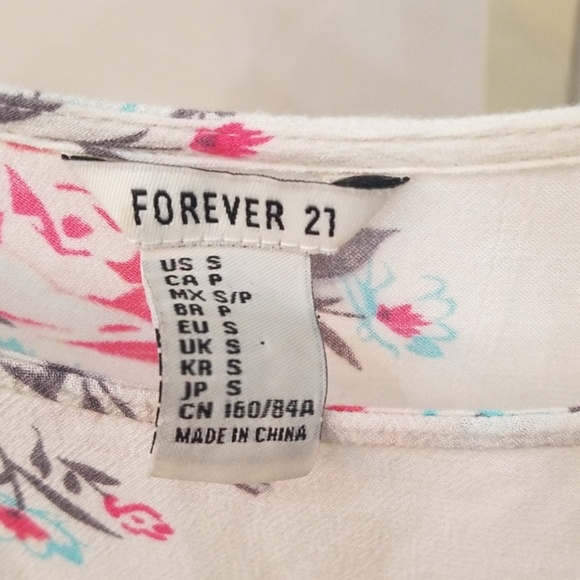 FOREVER 21
US S
CA P
MX S/P
BR P
EU S
UK S
KR S
JP S
CN 160/84A
MADE IN CHINA